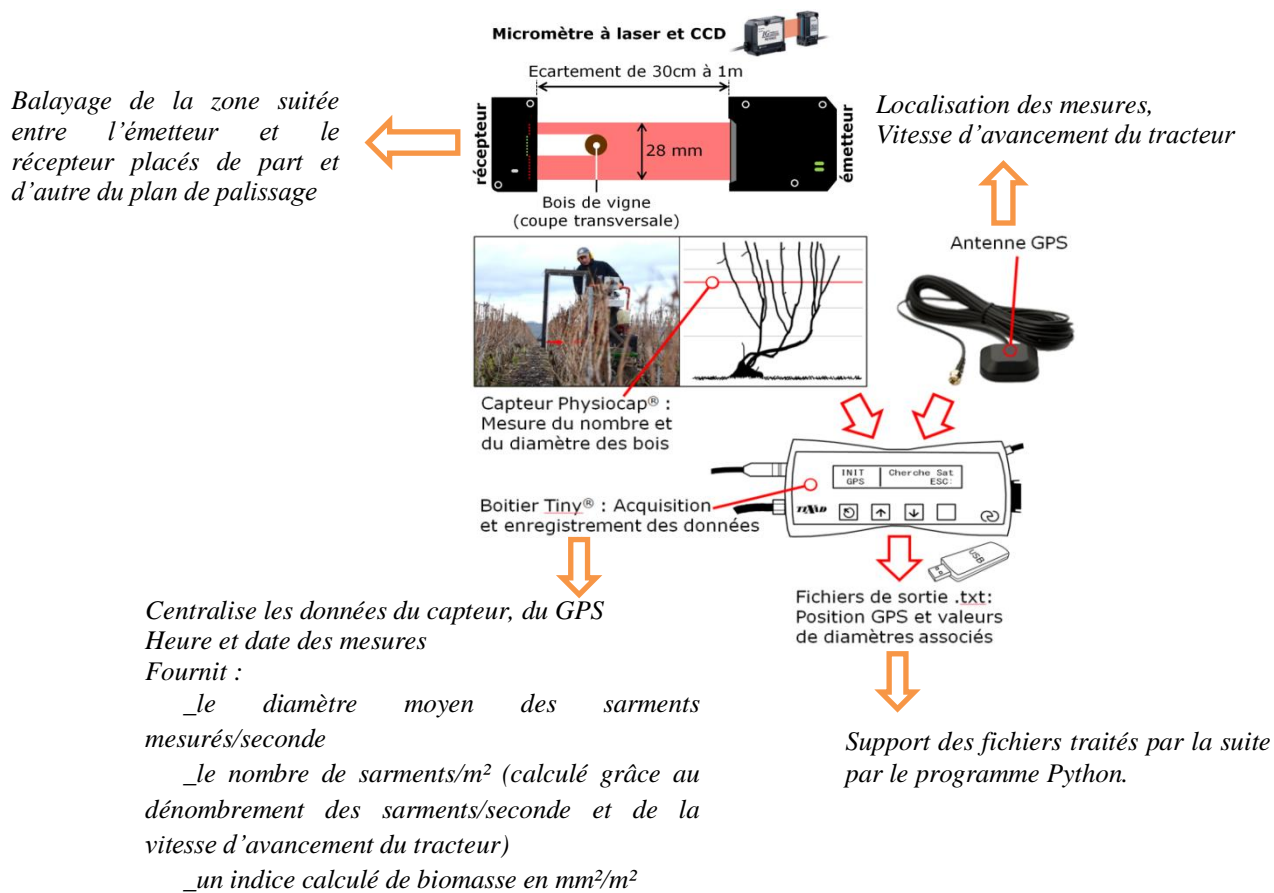 Micromètre à laser et CCD
Ecartement de 30cm à 1m
Balayage de la zone suitée
entre l'émetteur et le
récepteur placés de part et
d'autre du plan de palissage
récepteur
28 mm
émetteur
Bois de vigne
(coupe transversale)
Localisation des mesures,
Vitesse d'avancement du tracteur
Antenne GPS
Capteur Physiocap® :
Mesure du nombre et
du diamètre des bois
INIT
GPS
Cherche Sat
ESC:
Boitier Tiny® : Acquisition
et enregistrement des données
USB
Fichiers de sortie .txt:
Position GPS et valeurs
de diamètres associés
Centralise les données du capteur, du GPS
Heure et date des mesures
Fournit :
_le diamètre moyen des sarments
mesurés/seconde
_le nombre de sarments/m² (calculé grâce au
dénombrement des sarments/seconde et de la
vitesse d'avancement du tracteur)
_un indice calculé de biomasse en mm²/m²
Support des fichiers traités par la suite
par le programme Python.